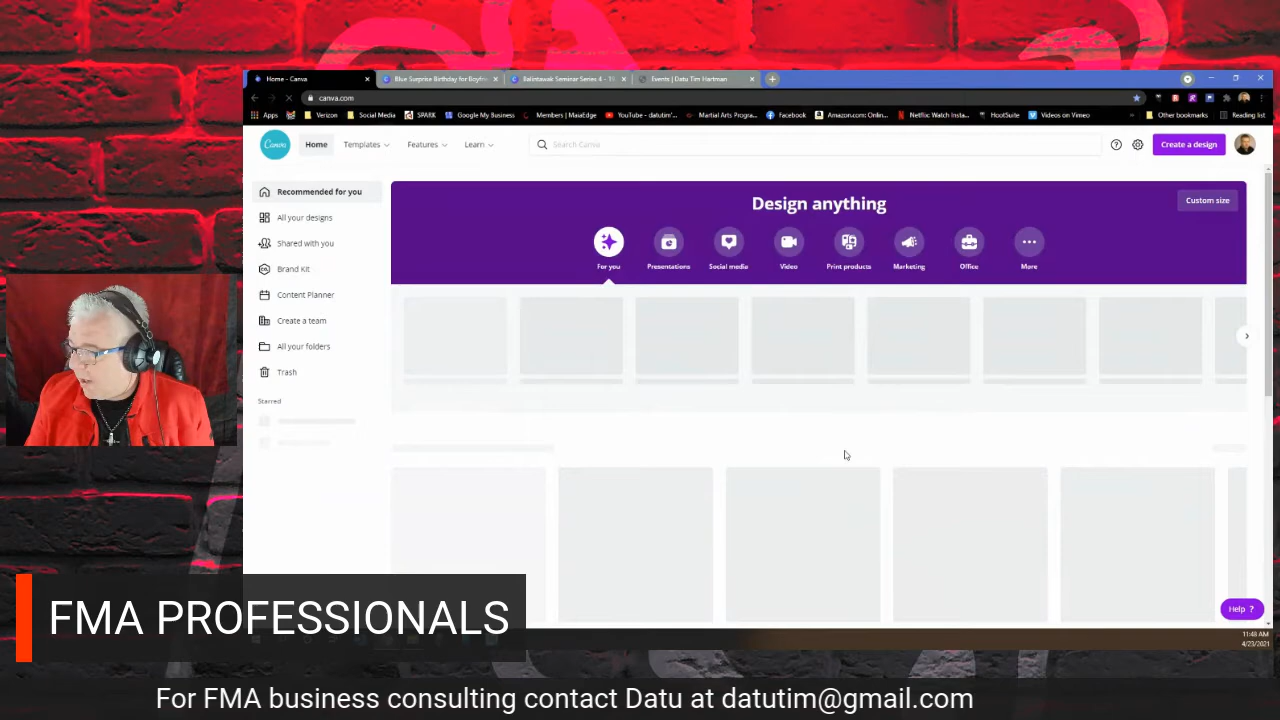 Home - Canva
Blue Surprise Birthday for Boyfri
Balintawak Seminar Series 4 - 
Events | Datu Tim Hartman
canva.com
Apps
Verizon
Social Media
SPARK
Google My Business
Members | MaiaEdge
YouTube - datutim'...
Martial Arts Progra...
Facebook
Amazon.com: Onlin...
Netflix Watch Insta...
HootSuite
Videos on Vimeo
Other bookmarks
Reading list
Canva
Home
Templates
Features
Learn
Search Canva
Create a design
Recommended for you
All your designs
Shared with you
Brand Kit
Content Planner
Create a team
All your folders
Trash
Starred
Design anything
Custom size
For you
Presentations
Social media
Video
Print products
Marketing
Office
More
Help ?
11:48 AM
4/23/2021
FMA PROFESSIONALS
For FMA business consulting contact Datu at datutim@gmail.com